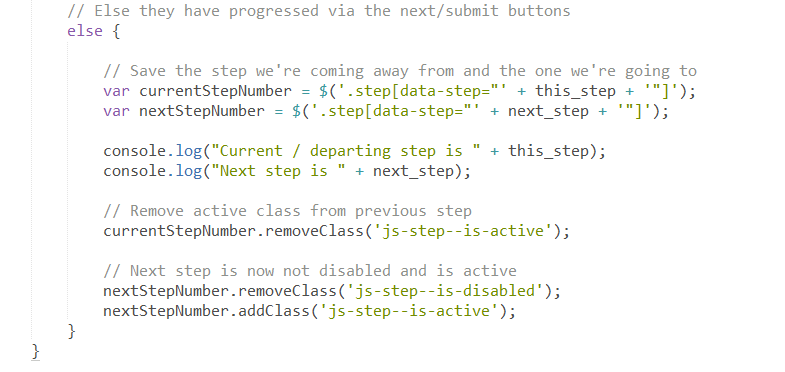 // Else they have progressed via the next/submit buttons
else {
// Save the step we're coming away from and the one we're going to
var currentStepNumber = $('.step[data-step="' + this_step + '"]');
var nextStepNumber = $('.step[data-step="' + next_step + '"]');
console.log("Current / departing step is " + this_step);
console.log("Next step is " + next_step);
// Remove active class from previous step
currentStepNumber.removeClass('js-step--is-active');
// Next step is now not disabled and is active
nextStepNumber.removeClass('js-step--is-disabled');
nextStepNumber.addClass('js-step--is-active');
}
}